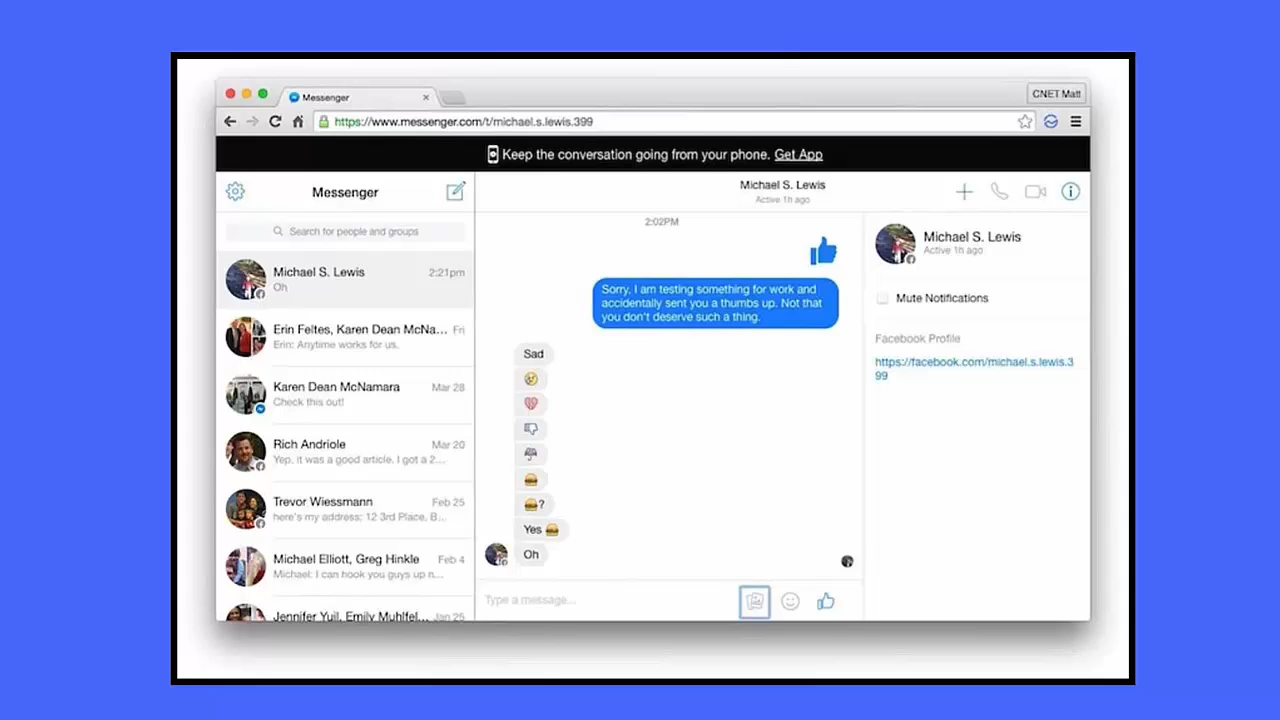 Messenger
CNET Matt
https://www.messenger.com/t/michael.s.lewis.399
Keep the conversation going from your phone. Get App
Messenger
Search for people and groups
Michael S. Lewis 2:21pm
Oh
Erin Feltes, Karen Dean McNa... Fri
Erin: Anytime works for us.
Karen Dean McNamara Mar 28
Check this out!
Rich Andriole Mar 20
Yep, it was a good article. I got a 2...
Trevor Wiessmann Feb 25
here's my address: 12 3rd Place, B...
Michael Elliott, Greg Hinkle Feb 4
Michael: I can hook you guys up n...
Jennifer Yuil, Emily Muhlfel... Jan 25
Michael S. Lewis
Active 1h ago
2:02PM
Sorry, I am testing something for work and
accidentally sent you a thumbs up. Not that
you don't deserve such a thing.
Sad
🍔?
Yes 🍔
Oh
Type a message...
Michael S. Lewis
Active 1h ago
Mute Notifications
Facebook Profile
https://facebook.com/michael.s.lewis.3
99